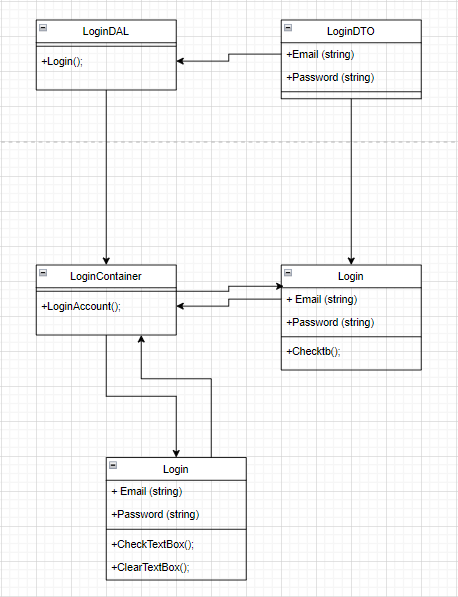 LoginDAL
+Login();
LoginDTO
+Email (string)
+Password (string)
LoginContainer
+LoginAccount();
Login
+ Email (string)
+Password (string)
+Checktb();
Login
+ Email (string)
+Password (string)
+CheckTextBox();
+ClearTextBox();